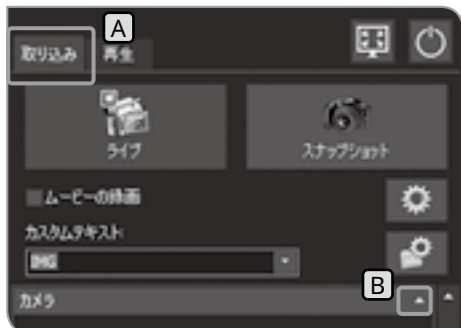 A
取り込み 再生
ライブ スナップショット
ムービーの録画
カスタムテキスト
IMG
B
カメラ